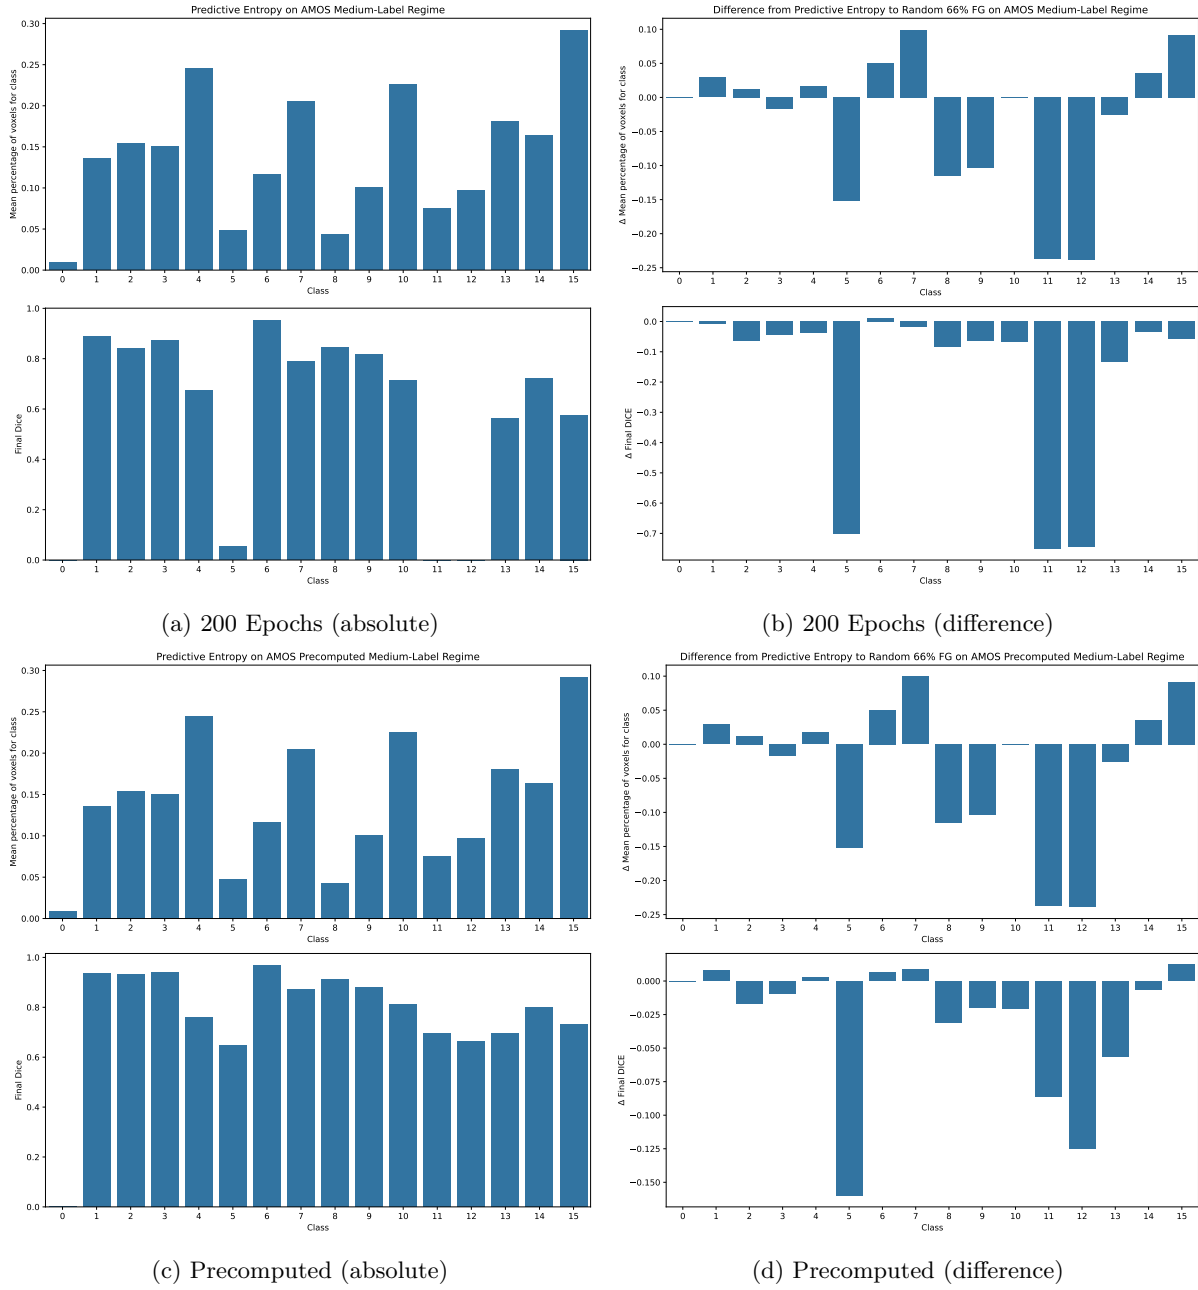 Predictive Entropy on AMOS Medium-Label Regime
Mean percentage of voxels for class
0.30
0.25
0.20
0.15
0.10
0.05
0.00
0 1 2 3 4 5 6 7 8 9 10 11 12 13 14 15
Class
Final Dice
1.0
0.8
0.6
0.4
0.2
0.0
0 1 2 3 4 5 6 7 8 9 10 11 12 13 14 15
Class
(a) 200 Epochs (absolute)
Difference from Predictive Entropy to Random 66% FG on AMOS Medium-Label Regime
Δ Mean percentage of voxels for class
0.10
0.05
0.00
−0.05
−0.10
−0.15
−0.20
−0.25
0 1 2 3 4 5 6 7 8 9 10 11 12 13 14 15
Class
Δ Final DICE
0.0
−0.1
−0.2
−0.3
−0.4
−0.5
−0.6
−0.7
0 1 2 3 4 5 6 7 8 9 10 11 12 13 14 15
Class
(b) 200 Epochs (difference)
Predictive Entropy on AMOS Precomputed Medium-Label Regime
Mean percentage of voxels for class
0.30
0.25
0.20
0.15
0.10
0.05
0.00
0 1 2 3 4 5 6 7 8 9 10 11 12 13 14 15
Class
Final Dice
1.0
0.8
0.6
0.4
0.2
0.0
0 1 2 3 4 5 6 7 8 9 10 11 12 13 14 15
Class
(c) Precomputed (absolute)
Difference from Predictive Entropy to Random 66% FG on AMOS Precomputed Medium-Label Regime
Δ Mean percentage of voxels for class
0.10
0.05
0.00
−0.05
−0.10
−0.15
−0.20
−0.25
0 1 2 3 4 5 6 7 8 9 10 11 12 13 14 15
Class
Δ Final DICE
0.000
−0.025
−0.050
−0.075
−0.100
−0.125
−0.150
0 1 2 3 4 5 6 7 8 9 10 11 12 13 14 15
Class
(d) Precomputed (difference)